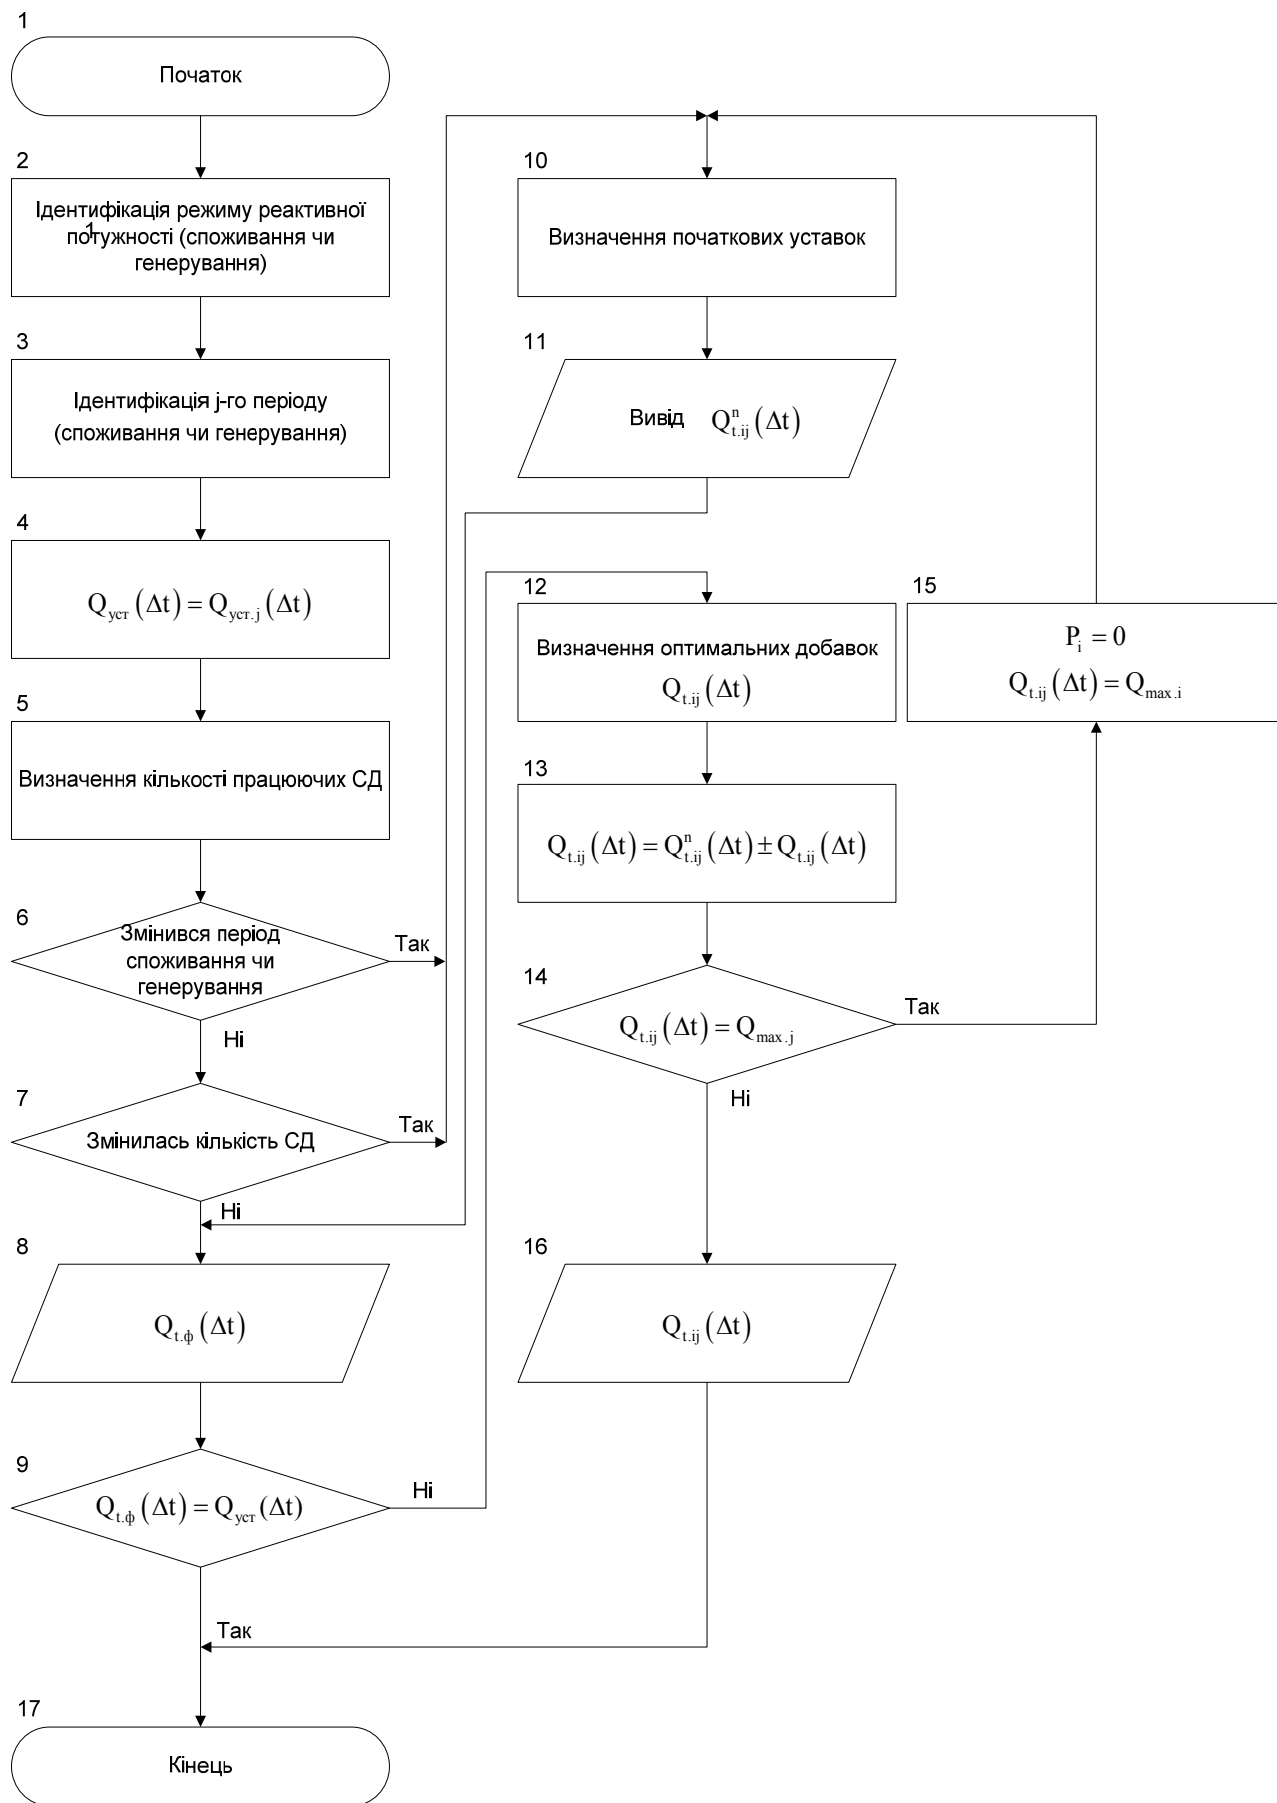 1
Початок
2
Ідентифікація режиму реактивної
потужності (споживання чи
генерування)
1
3
Ідентифікація j-го періоду
(споживання чи генерування)
4
Q_уст (Δt) = Q_уст.j (Δt)
5
Визначення кількості працюючих СД
6
Змінився період
споживання чи
генерування
Так
Ні
7
Змінилась кількість СД
Так
Ні
8
Q_t.ф (Δt)
9
Q_t.ф (Δt) = Q_уст (Δt)
Ні
Так
17
Кінець
10
Визначення початкових уставок
11
Вивід Q^n_t.ij (Δt)
12
Визначення оптимальних добавок
Q_t.ij (Δt)
13
Q_t.ij (Δt) = Q^n_t.ij (Δt) ± Q_t.ij (Δt)
14
Q_t.ij (Δt) = Q_max.j
Так
Ні
15
P_i = 0
Q_t.ij (Δt) = Q_max.i
16
Q_t.ij (Δt)